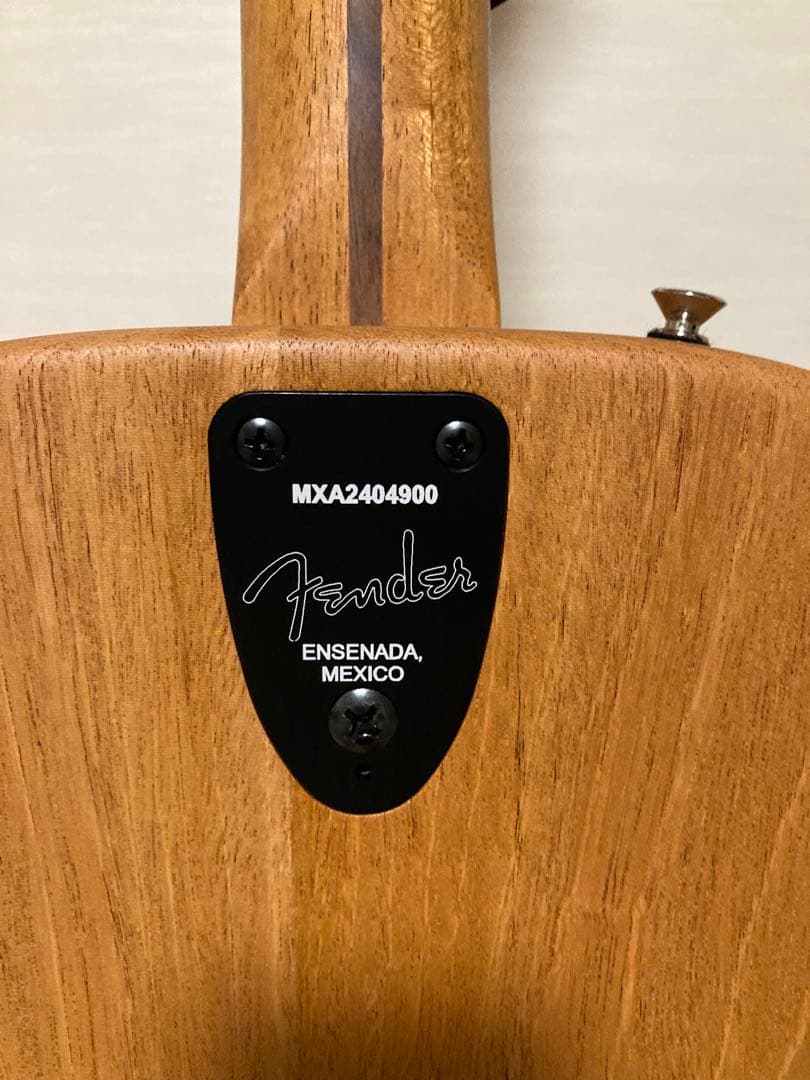 MXA2404900
Fender
ENSENADA,
MEXICO